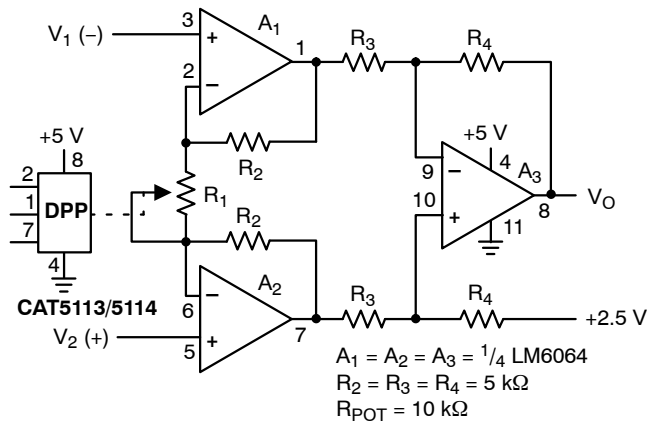 V1 (–)
3
+
A1
1
R3
R4
2
–
+5 V
8
R2
+5 V
2
1
7
DPP
R1
9
–
4
A3
VO
10
+
8
11
4
R2
CAT5113/5114
–
A2
6
7
R3
R4
+2.5 V
V2 (+)
5
+
A1 = A2 = A3 = 1/4 LM6064
R2 = R3 = R4 = 5 kΩ
RPOT = 10 kΩ